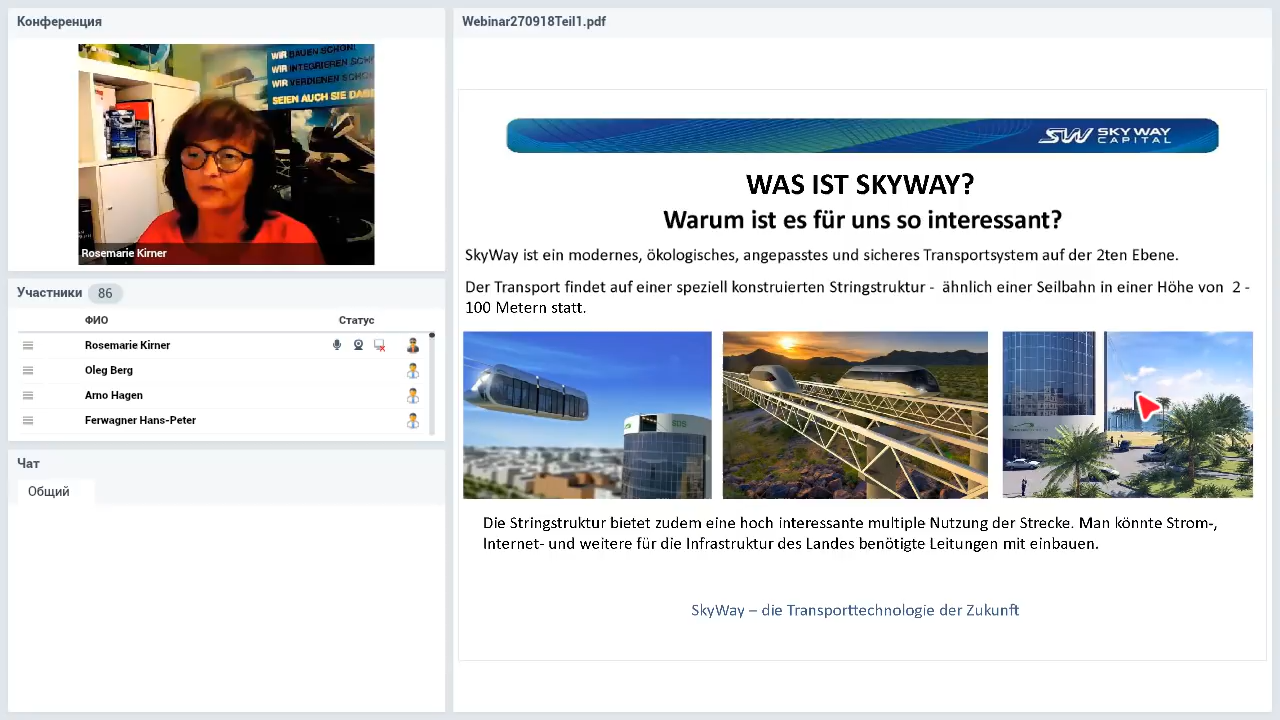 Конференция
WIR BAUEN SCHON!
WIR INTEGRIEREN
WIR VERDIENEN SCHON
SEIEN AUCH SIE
Rosemarie Kirner
Участники 86
ФИО Статус
Rosemarie Kirner
Oleg Berg
Arno Hagen
Ferwagner Hans-Peter
Чат
Общий
Webinar270918Teil1.pdf
SW SKY WAY
CAPITAL
WAS IST SKYWAY?
Warum ist es für uns so interessant?
SkyWay ist ein modernes, ökologisches, angepasstes und sicheres Transportsystem auf der 2ten Ebene.
Der Transport findet auf einer speziell konstruierten Stringstruktur - ähnlich einer Seilbahn in einer Höhe von 2 -
100 Metern statt.
Die Stringstruktur bietet zudem eine hoch interessante multiple Nutzung der Strecke. Man könnte Strom-,
Internet- und weitere für die Infrastruktur des Landes benötigte Leitungen mit einbauen.
SkyWay – die Transporttechnologie der Zukunft